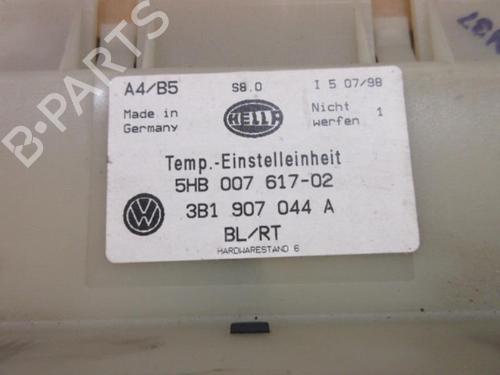 A4/B5 S8.0 I 5 07/98
Made in Germany
HELLA
Nicht werfen 1
Temp.-Einstelleinheit
5HB 007 617-02
VW 3B1 907 044 A
BL/RT
HARDWARESTAND 6
B-PARTS